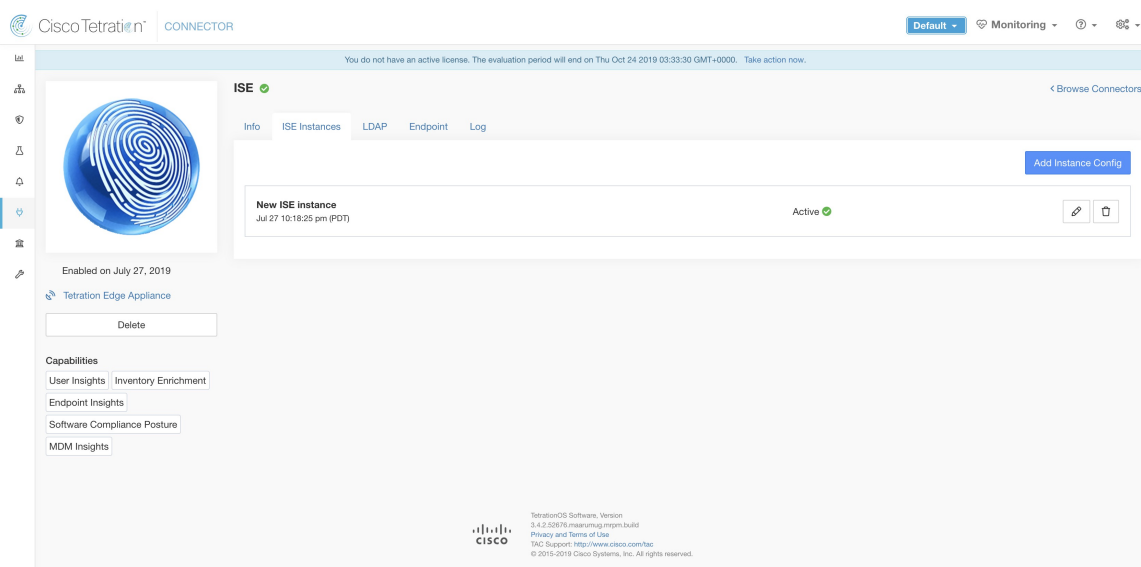 Cisco Tetration™ CONNECTOR
Default Monitoring
You do not have an active license. The evaluation period will end on Thu Oct 24 2019 03:33:30 GMT+0000. Take action now.
ISE
< Browse Connectors
Info ISE Instances LDAP Endpoint Log
Add Instance Config
New ISE instance
Jul 27 10:18:25 pm (PDT)
Active
Enabled on July 27, 2019
Tetration Edge Appliance
Delete
Capabilities
User Insights Inventory Enrichment
Endpoint Insights
Software Compliance Posture
MDM Insights
CISCO
TetrationOS Software, Version
3.4.2.52676.maarumug.mrpm.build
Privacy and Terms of Use
TAC Support: http://www.cisco.com/tac
© 2015-2019 Cisco Systems, Inc. All rights reserved.